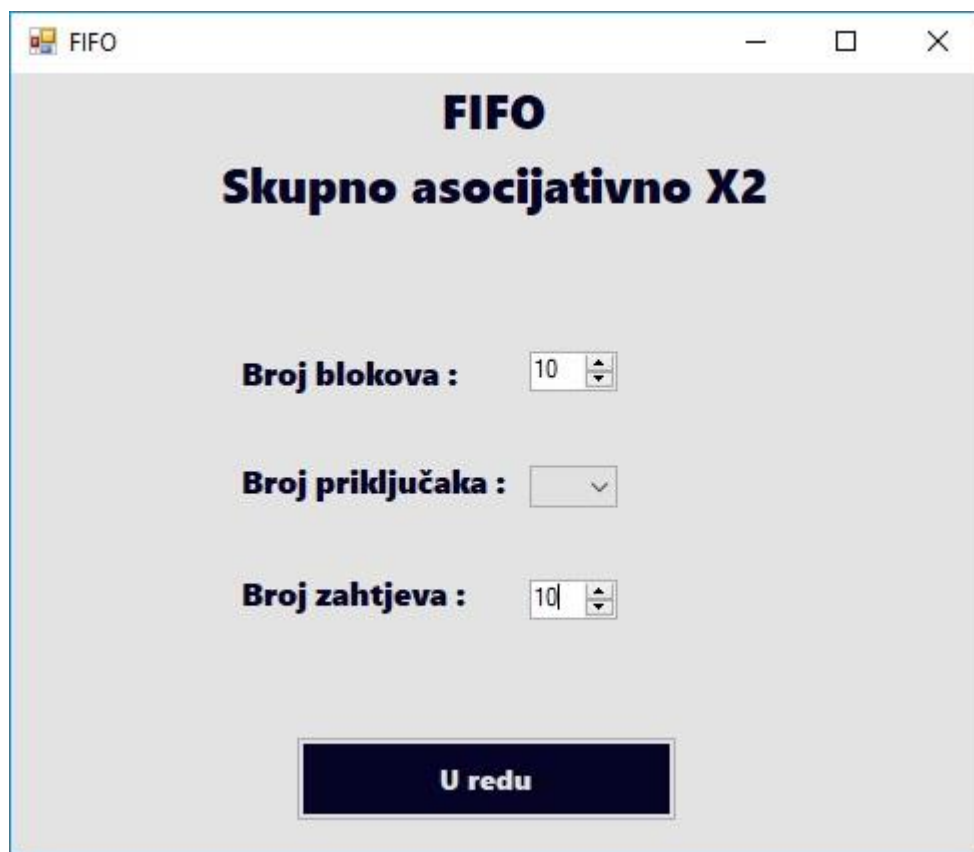 FIFO
FIFO
Skupno asocijativno X2
Broj blokova : 10
Broj priključaka :
Broj zahtjeva : 10
U redu